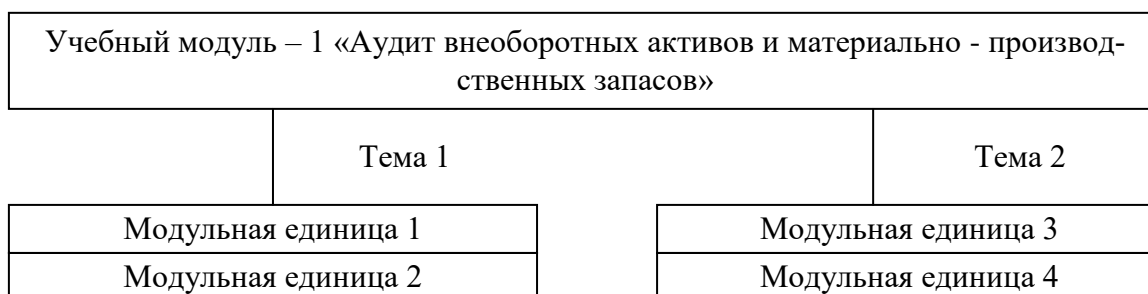 Учебный модуль – 1 «Аудит внеоборотных активов и материально - производ-
ственных запасов»
Тема 1
Тема 2
Модульная единица 1
Модульная единица 3
Модульная единица 2
Модульная единица 4